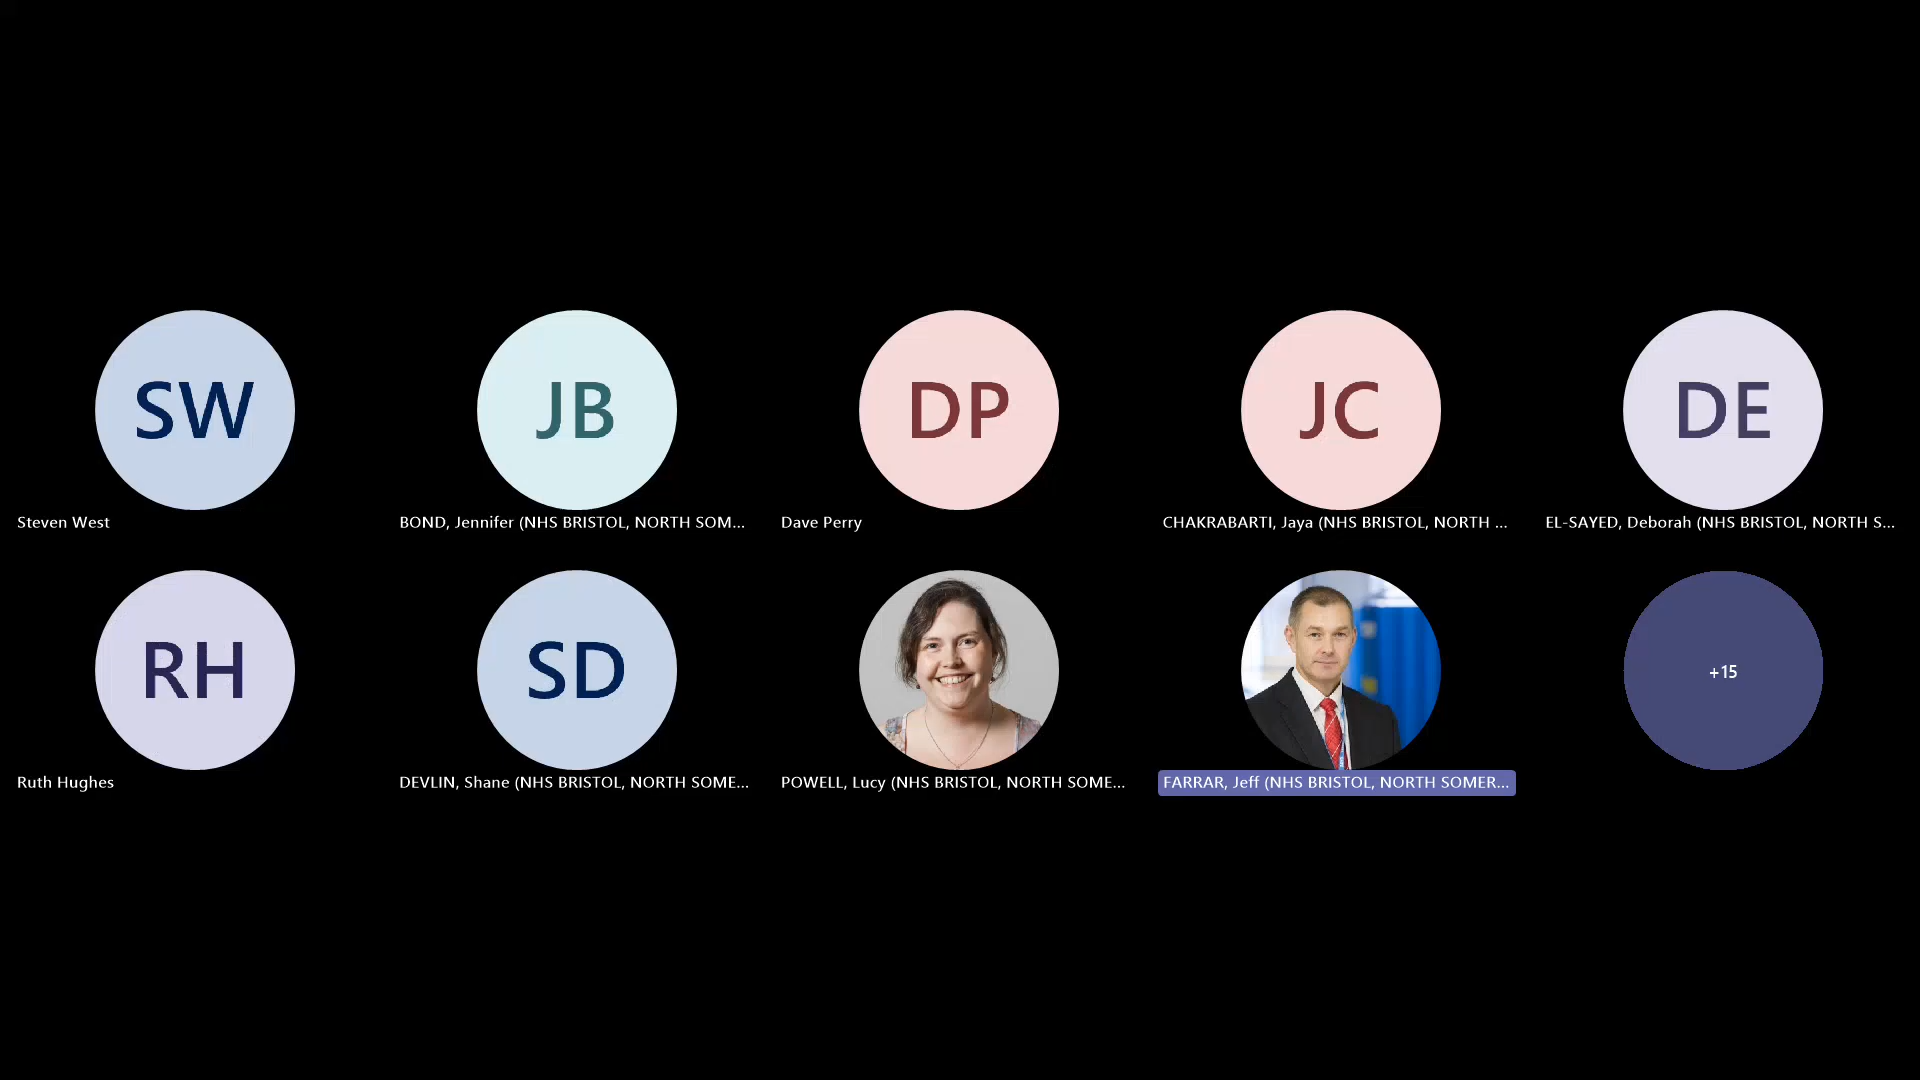 SW
JB
DP
JC
DE
Steven West
BOND, Jennifer (NHS BRISTOL, NORTH SOM...
Dave Perry
CHAKRABARTI, Jaya (NHS BRISTOL, NORTH ...
EL-SAYED, Deborah (NHS BRISTOL, NORTH S...
RH
SD
+15
Ruth Hughes
DEVLIN, Shane (NHS BRISTOL, NORTH SOME...
POWELL, Lucy (NHS BRISTOL, NORTH SOME...
FARRAR, Jeff (NHS BRISTOL, NORTH SOMER...